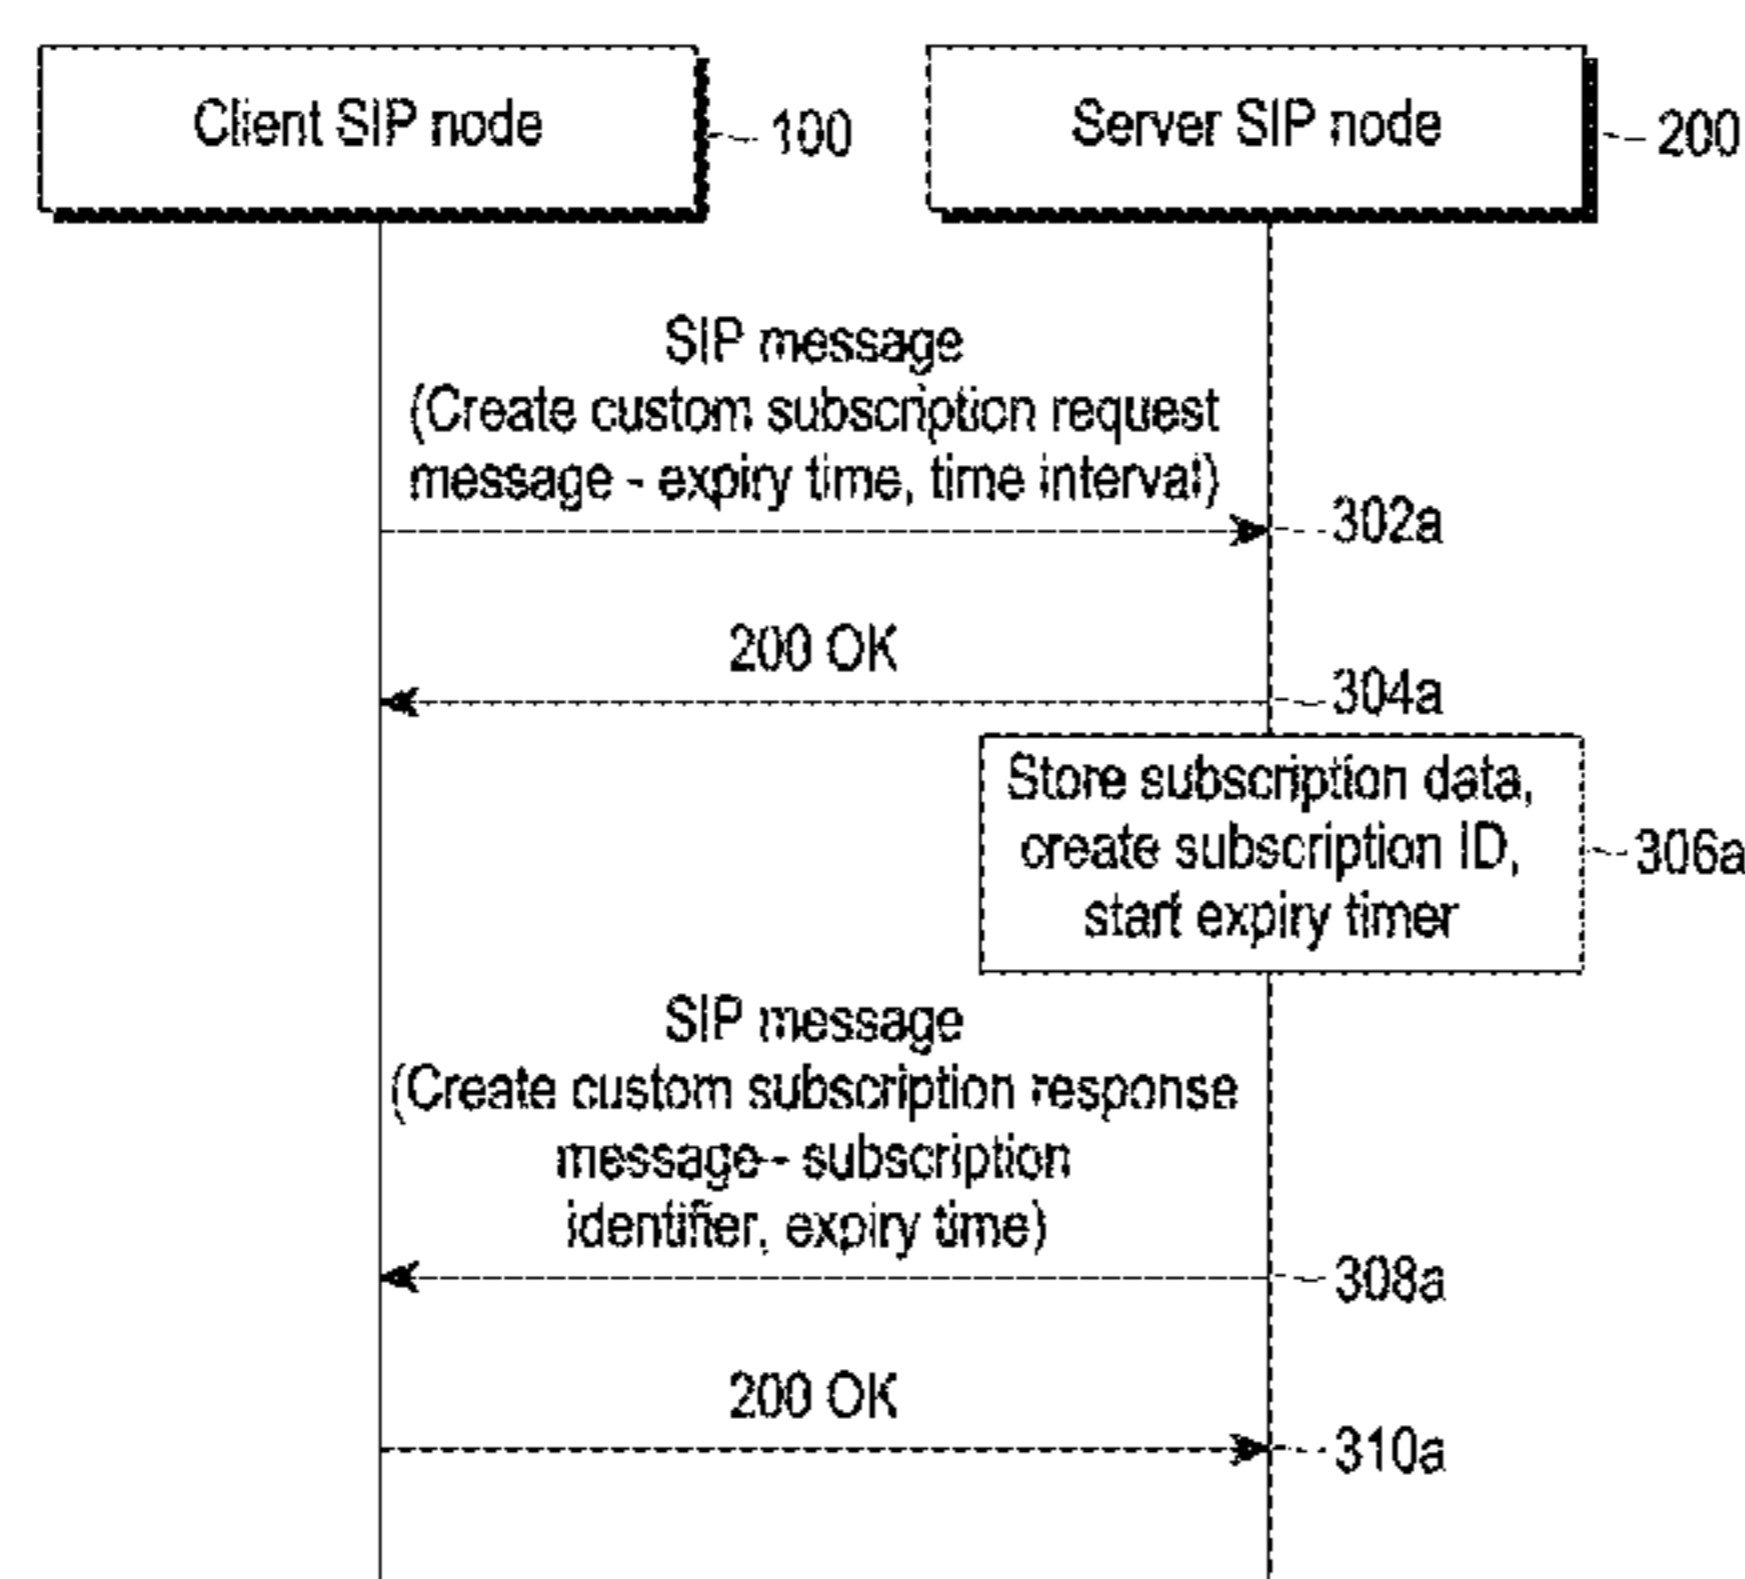 Client SIP node
100
Server SIP node
200
SIP message
(Create custom subscription request
message - expiry time, time interval)
302a
200 OK
304a
Store subscription data,
create subscription ID,
start expiry timer
306a
SIP message
(Create custom subscription response
message-- subscription
identifier, expiry time)
308a
200 OK
310a